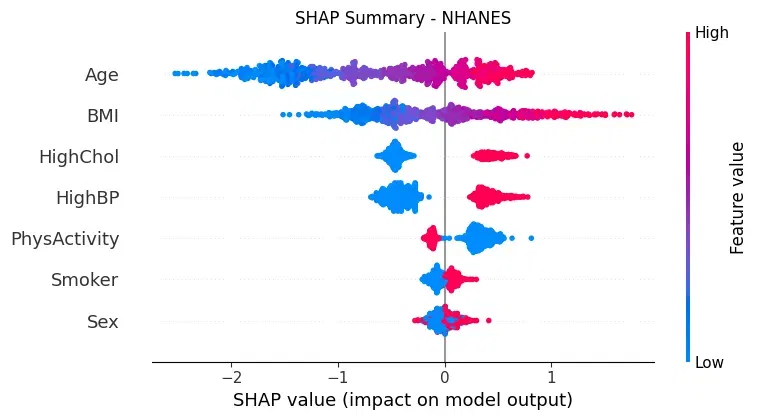 SHAP Summary - NHANES
High
Age
BMI
HighChol
HighBP
PhysActivity
Smoker
Sex
Feature value
Low
−2 −1 0 1
SHAP value (impact on model output)